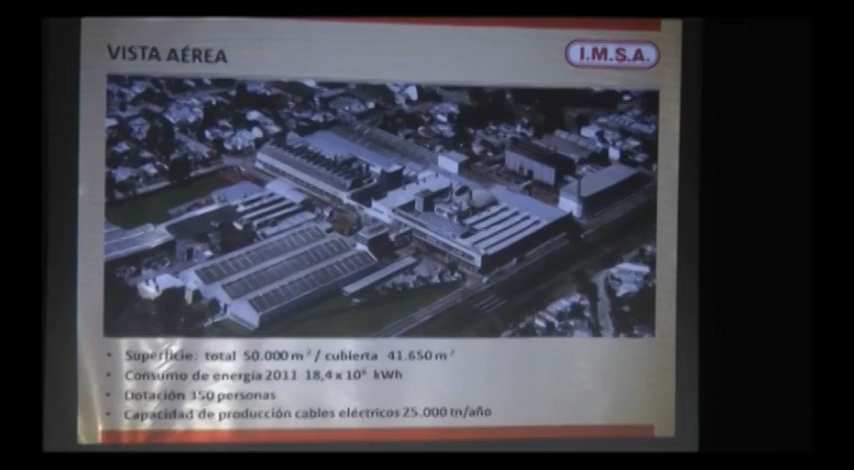 VISTA AÉREA
I.M.S.A.
• Superficie: total 50.000 m² / cubierta 41.650 m²
• Consumo de energía 2011 18,4 x 10⁶ kWh
• Dotación 350 personas
• Capacidad de producción cables eléctricos 25.000 tn/año